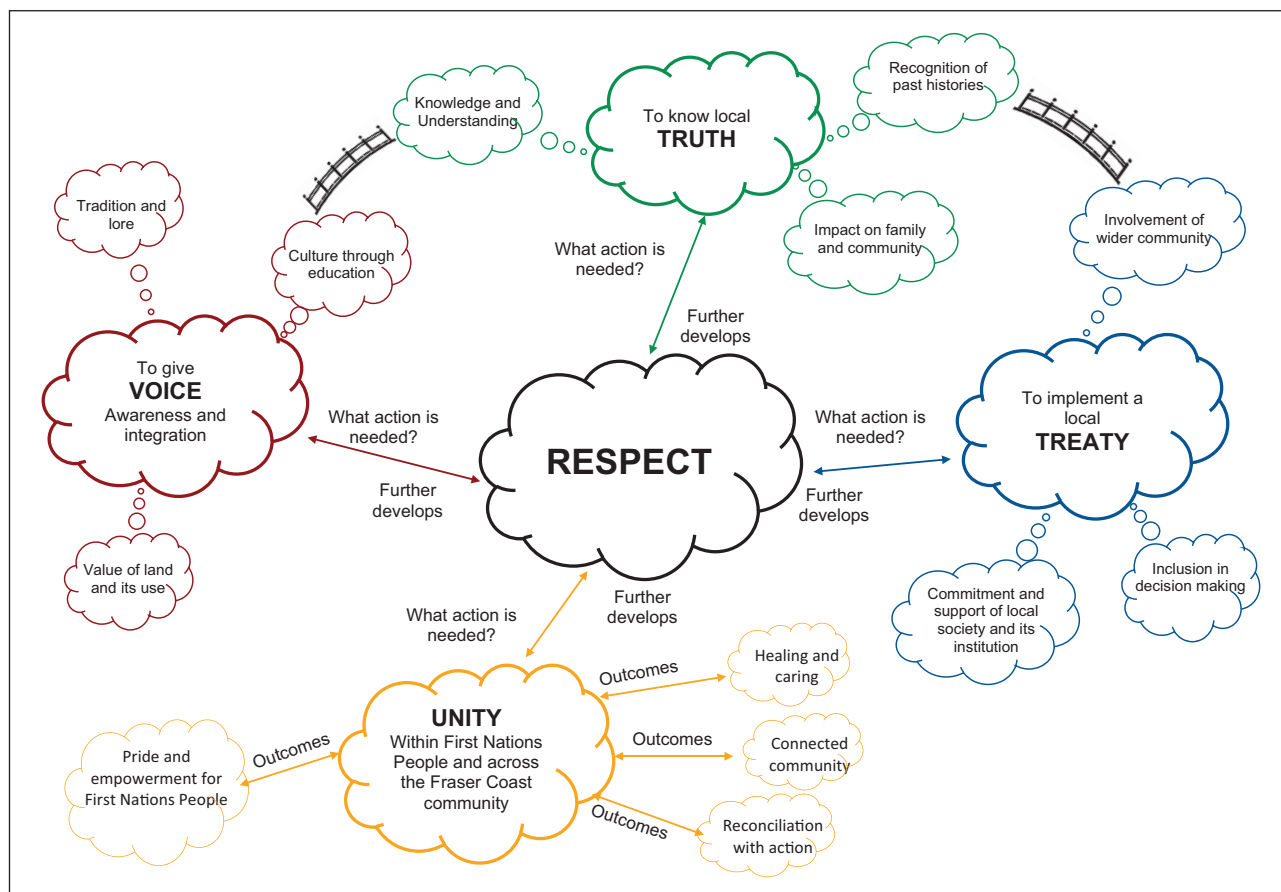 Knowledge and
Understanding
To know local
TRUTH
Recognition of
past histories
Impact on family
and community
Tradition and
lore
Culture through
education
To give
VOICE
Awareness and
integration
Value of land
and its use
What action is
needed?
Further
develops
What action is
needed?
Further
develops
RESPECT
What action is
needed?
Further
develops
Involvement of
wider community
To implement a
local
TREATY
Commitment and
support of local
society and its
institution
Inclusion in
decision making
What action is
needed?
Further
develops
UNITY
Within First Nations
People and across
the Fraser Coast
community
Outcomes
Pride and
empowerment for
First Nations People
Outcomes
Healing and
caring
Outcomes
Connected
community
Outcomes
Reconciliation
with action